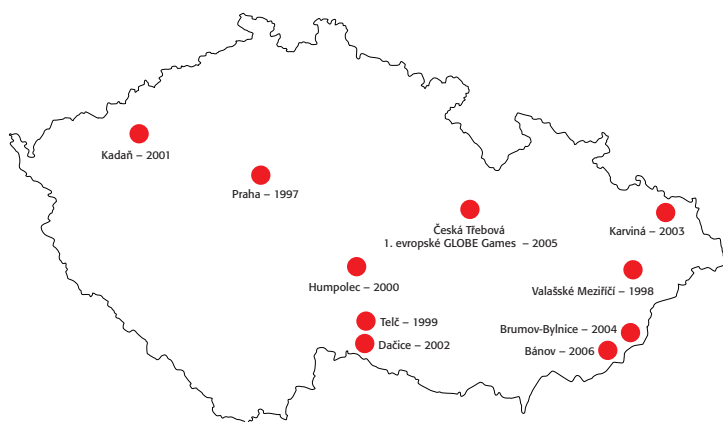 Kadaň – 2001
Praha – 1997
Česká Třebová
1. evropské GLOBE Games – 2005
Karviná – 2003
Humpolec – 2000
Valašské Meziříčí – 1998
Telč – 1999
Brumov-Bylnice – 2004
Dačice – 2002
Bánov – 2006